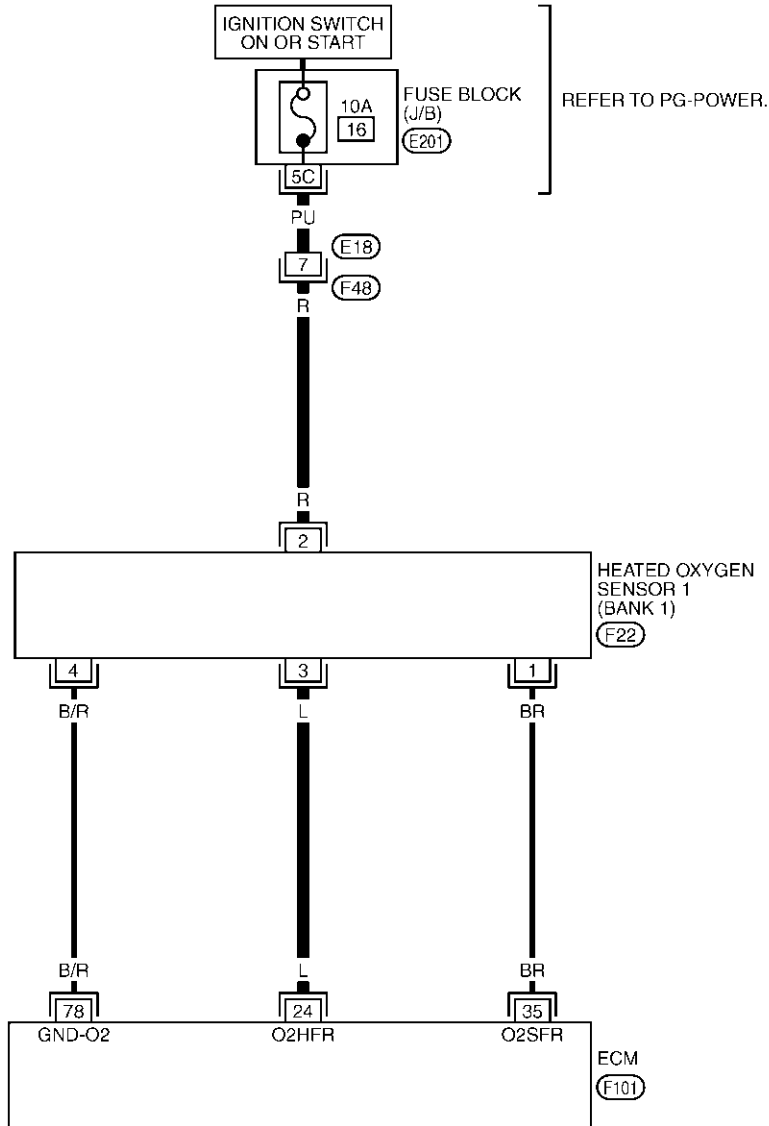 IGNITION SWITCH
ON OR START
10A
16
FUSE BLOCK
(J/B)
E201
REFER TO PG-POWER.
5C
PU
7
E18
F48
R
R
2
HEATED OXYGEN
SENSOR 1
(BANK 1)
F22
4
3
1
B/R
L
BR
B/R
L
BR
78
24
35
GND-O2
O2HFR
O2SFR
ECM
F101